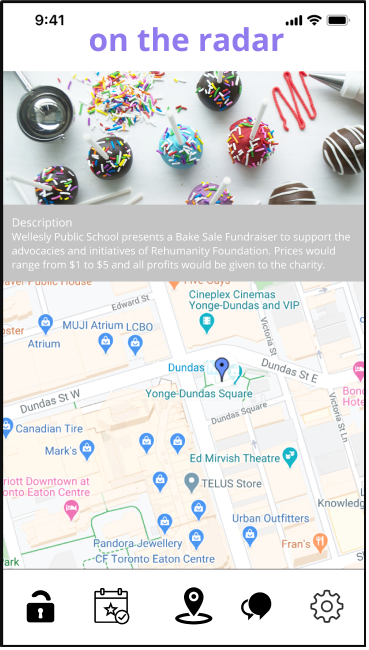 9:41
on the radar
Description
Wellesly Public School presents a Bake Sale Fundraiser to support the
advocacies and initiatives of Rehumanity Foundation. Prices would
range from $1 to $5 and all profits would be given to the charity.
Public House
Five Guys
Cineplex Cinemas
Yonge-Dundas and VIP
Edward St
oster
MUJI Atrium
LCBO
Atrium
Victoria St
Dundas
Dundas St E
Yonge-Dundas Square
Bond
Hote
Dundas St W
Dundas Square
Victoria St Ln
Canadian Tire
Mark's
Ed Mirvish Theatre
riott Downtown at
onto Eaton Centre
TELUS Store
L
Knowledg
Urban Outfitters
Pandora Jewellery
Fran's
CF Toronto Eaton Centre
ark